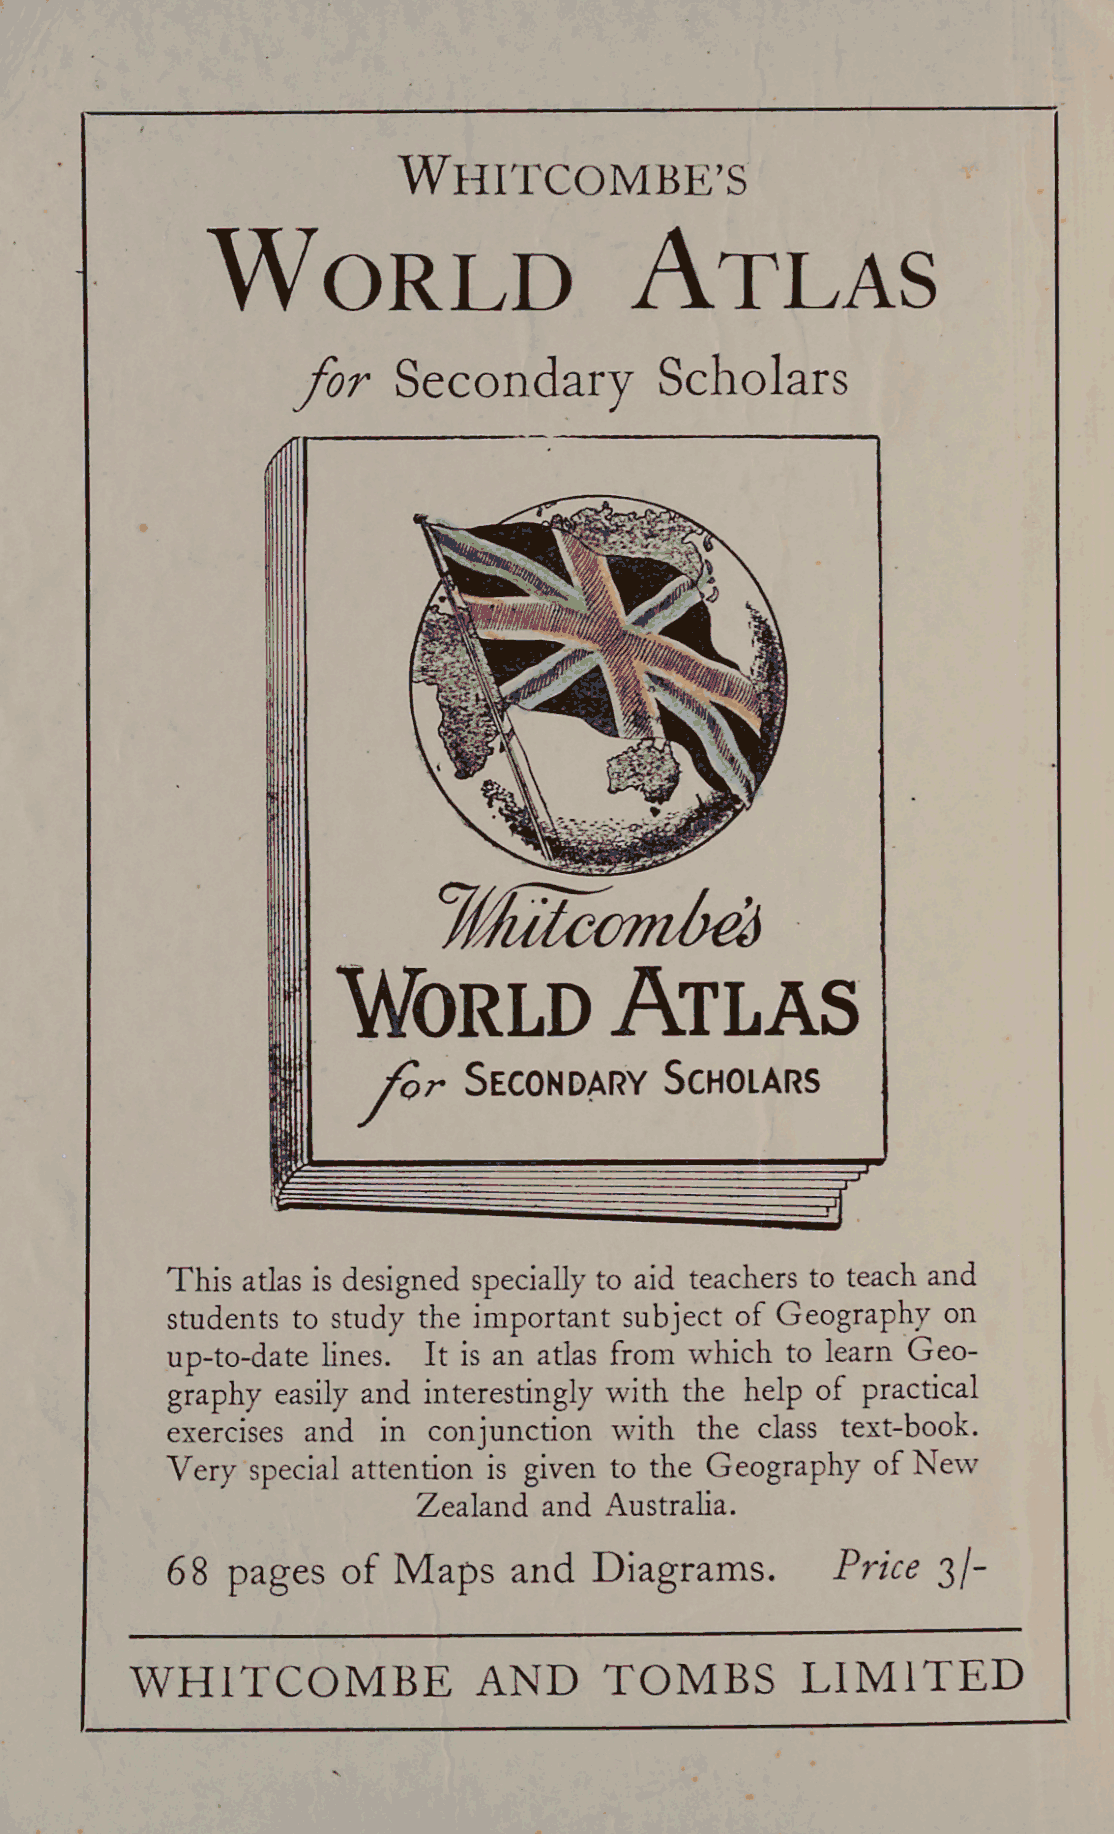 WHITCOMBE'S
WORLD ATLAS
for Secondary Scholars
Whitcombe's
WORLD ATLAS
for SECONDARY SCHOLARS
This atlas is designed specially to aid teachers to teach and
students to study the important subject of Geography on
up-to-date lines. It is an atlas from which to learn Geo-
graphy easily and interestingly with the help of practical
exercises and in conjunction with the class text-book.
Very special attention is given to the Geography of New
Zealand and Australia.
68 pages of Maps and Diagrams. Price 3/-
WHITCOMBE AND TOMBS LIMITED